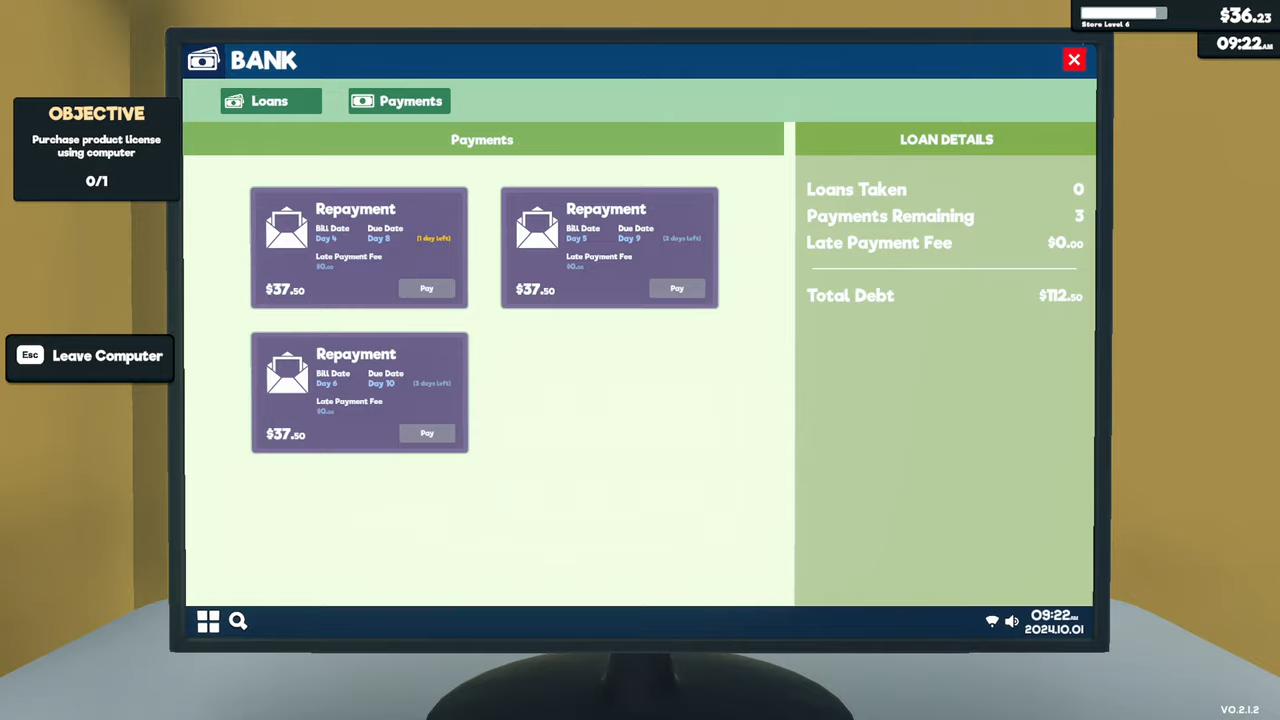 $36.23
Store Level 6
09:22AM
BANK
Loans
Payments
OBJECTIVE
Purchase product license
using computer
0/1
Payments
LOAN DETAILS
Repayment
Bill Date Due Date
Day 4 Day 8 (1 day left)
Late Payment Fee
$0.00
$37.50 Pay
Repayment
Bill Date Due Date
Day 5 Day 9 (2 days left)
Late Payment Fee
$0.00
$37.50 Pay
Loans Taken 0
Payments Remaining 3
Late Payment Fee $0.00
Total Debt $112.50
Repayment
Bill Date Due Date
Day 6 Day 10 (3 days left)
Late Payment Fee
$0.00
$37.50 Pay
Esc Leave Computer
09:22AM
2024.10.01
V0.2.1.2